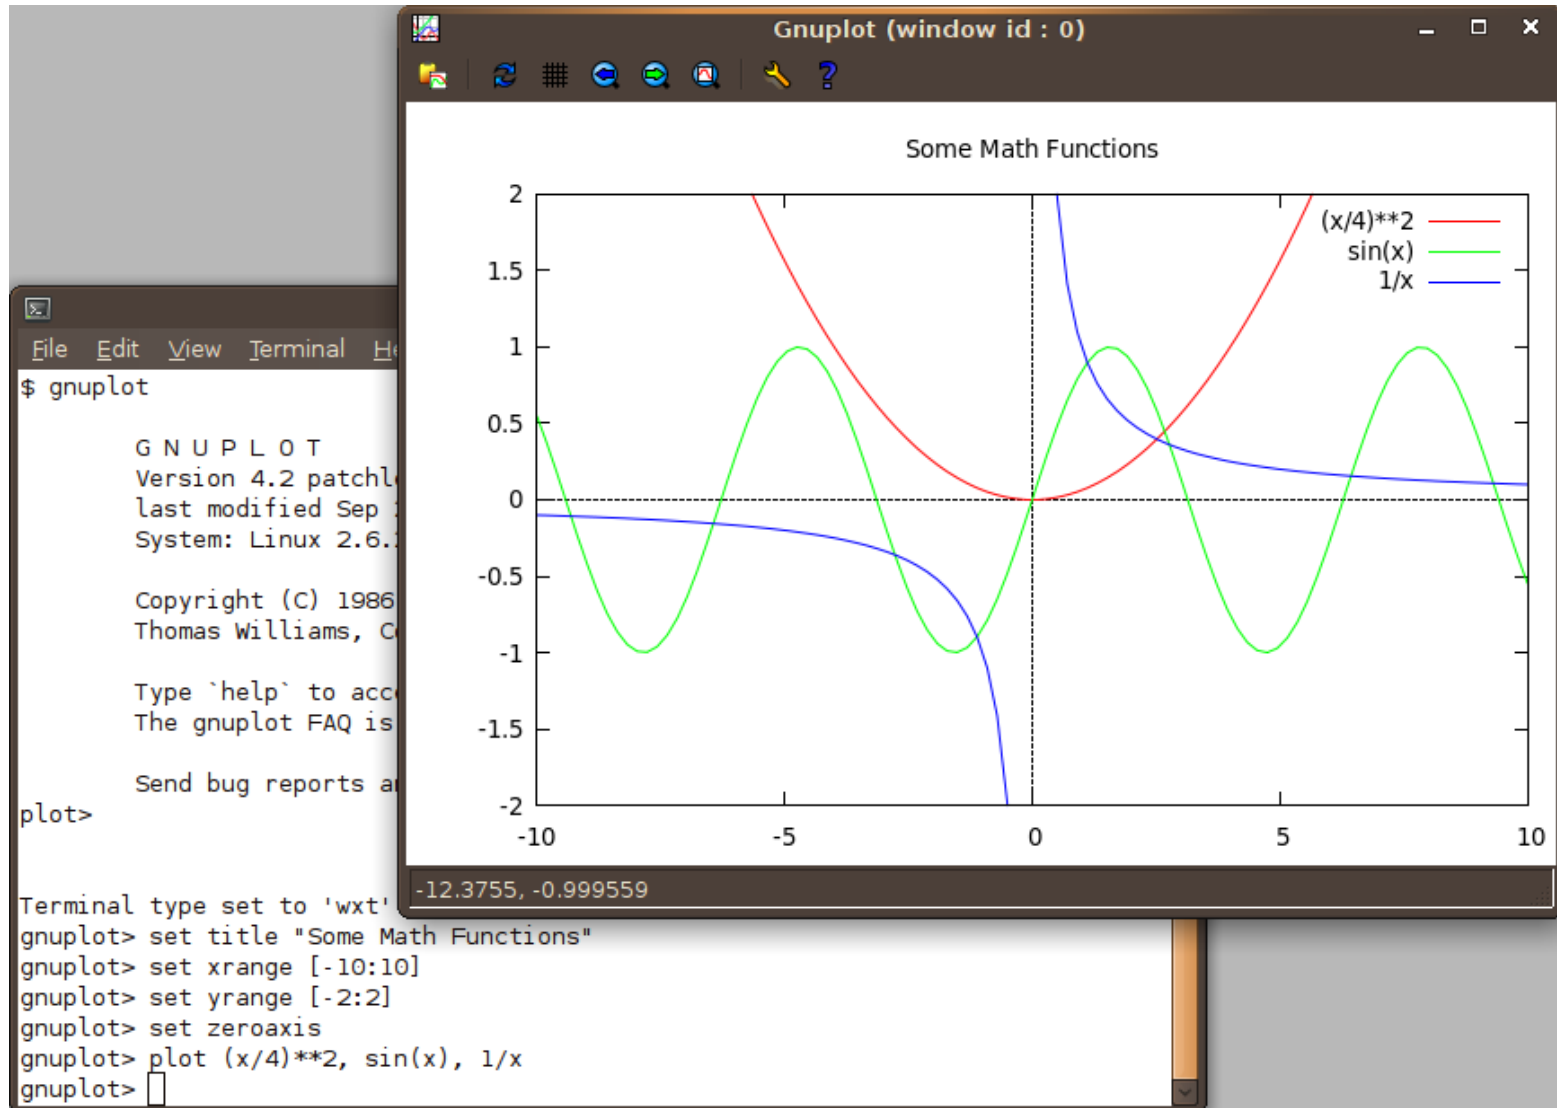 Gnuplot (window id : 0)
Some Math Functions
2
1.5
1
0.5
0
-0.5
-1
-1.5
-2
-10 -5 0 5 10
(x/4)**2
sin(x)
1/x
-12.3755, -0.999559
File Edit View Terminal
$ gnuplot
G N U P L O T
Version 4.2
last modified Sep
System: Linux
Copyright (C) 1986
Thomas Williams,
Type `help` to
The gnuplot FAQ is
Send bug reports
plot>
Terminal type set to 'wxt'
gnuplot> set title "Some Math Functions"
gnuplot> set xrange [-10:10]
gnuplot> set yrange [-2:2]
gnuplot> set zeroaxis
gnuplot> plot (x/4)**2, sin(x), 1/x
gnuplot>